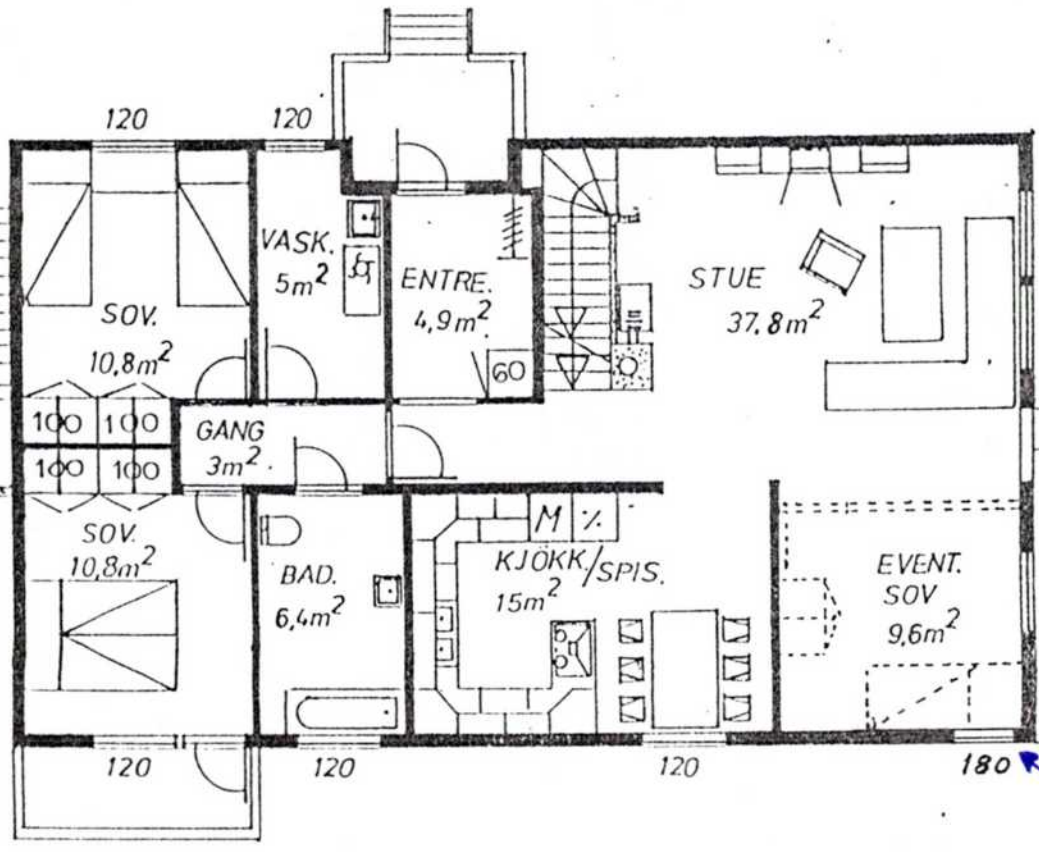 120
120
VASK.
5m²
ENTRE.
4,9m²
60
STUE
37,8m²
SOV.
10,8m²
100
100
100
100
GANG
3m²
SOV.
10,8m²
BAD.
6,4m²
M
%
KJÖKK./SPIS.
15m²
EVENT.
SOV
9,6m²
120
120
120
180